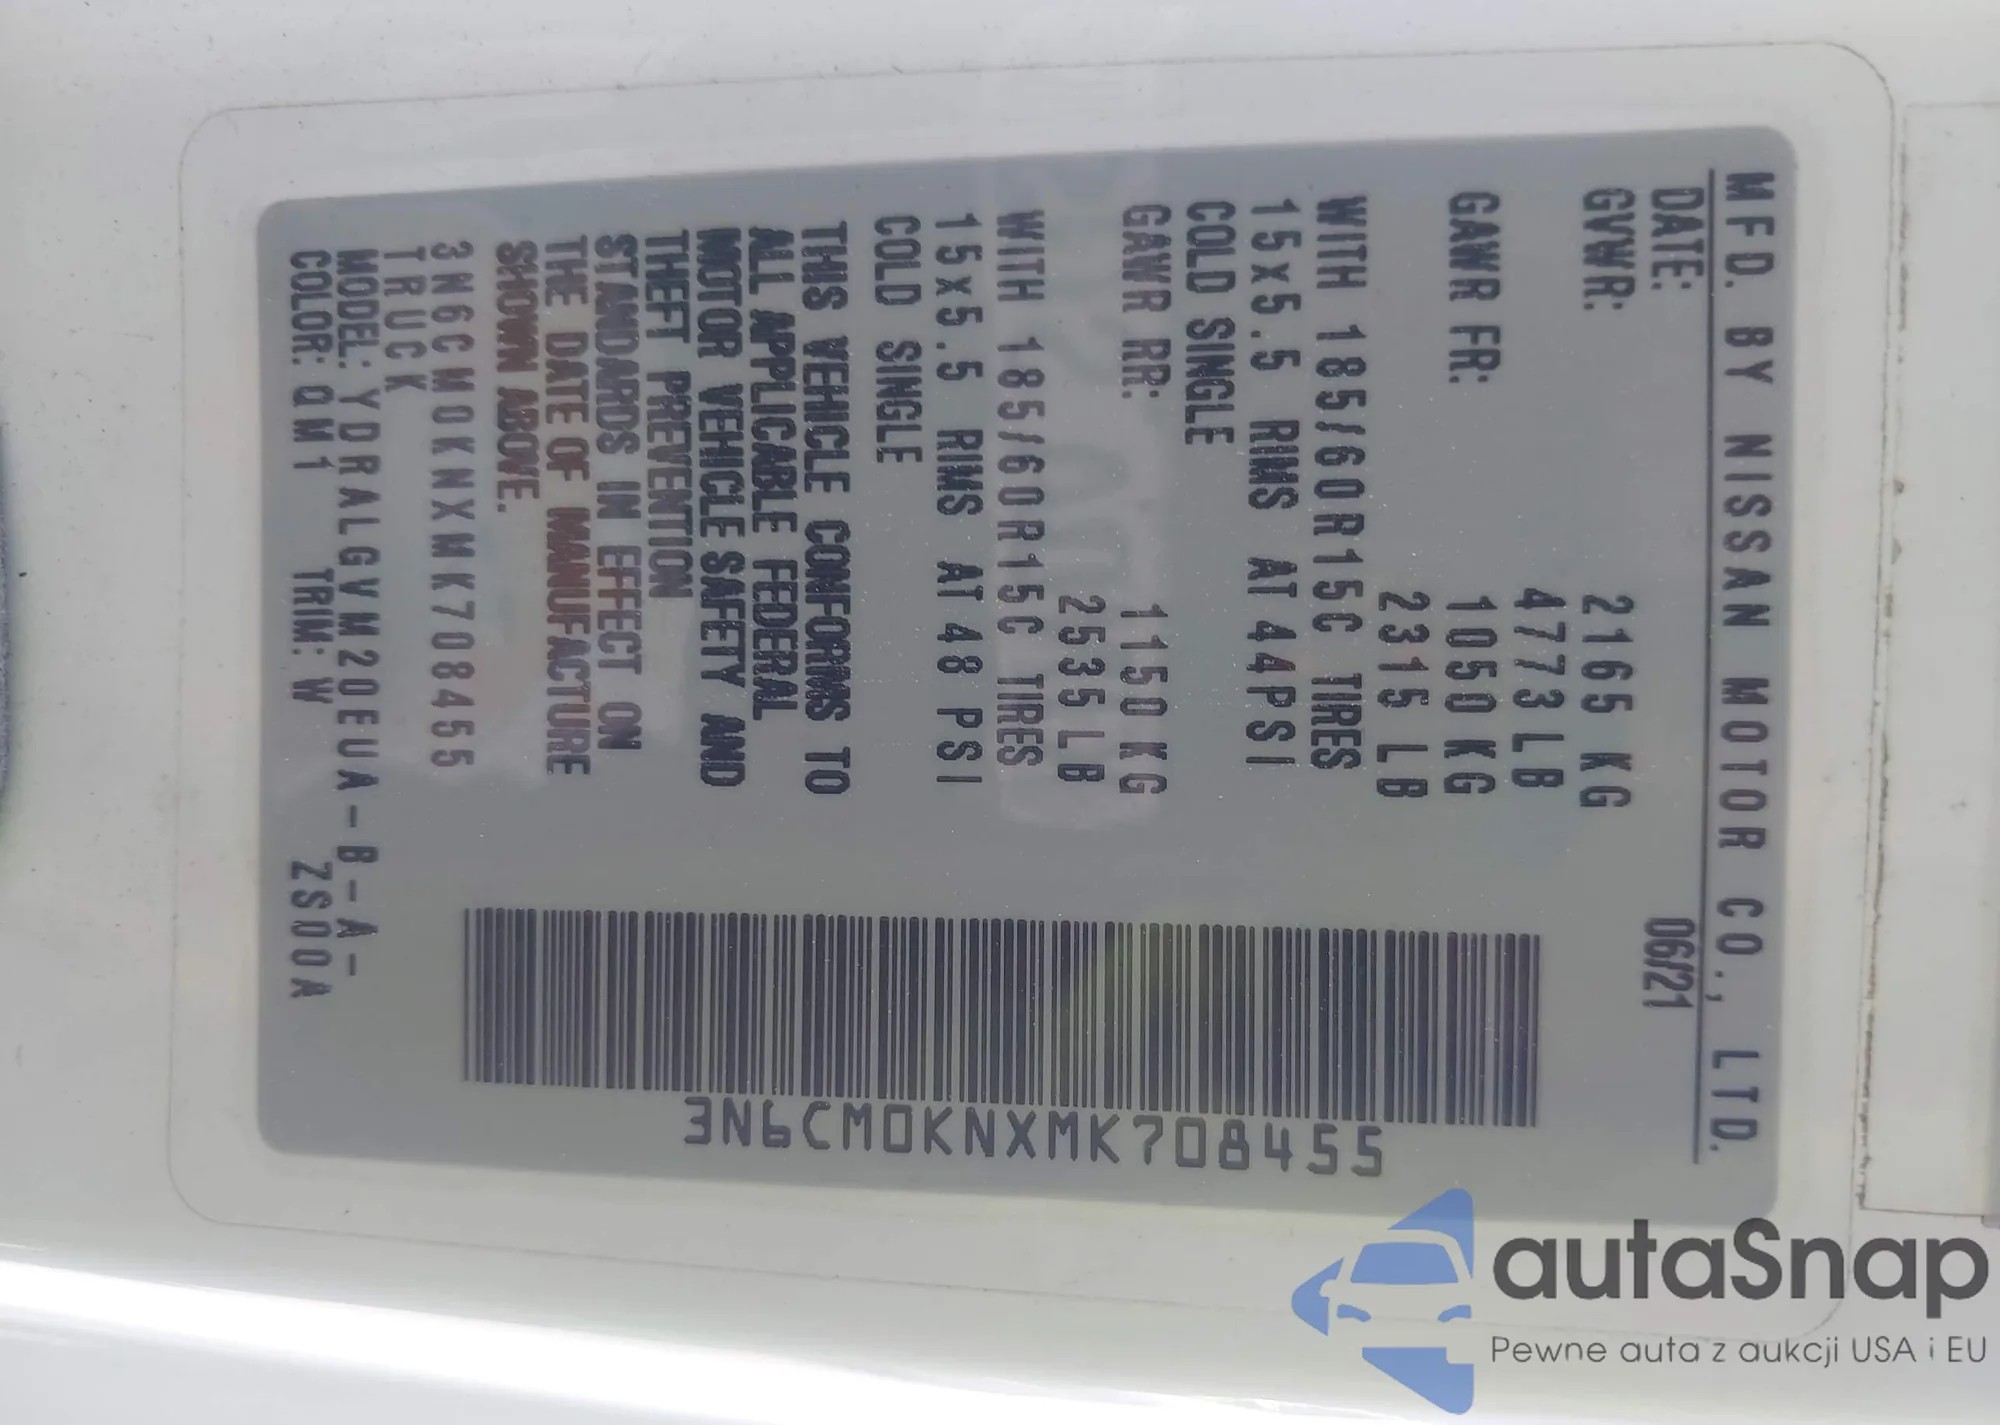 MFD. BY NISSAN MOTOR CO., LTD.
DATE: 06/21
GVWR: 2165 KG
4773 LB
GAWR FR: 1050 KG
2315 LB
WITH 185/60R15C TIRES
15x5.5 RIMS AT 44PSI
COLD SINGLE
GAWR RR: 1150 KG
2535 LB
WITH 185/60R15C TIRES
15x5.5 RIMS AT 48 PSI
COLD SINGLE
THIS VEHICLE CONFORMS TO
ALL APPLICABLE FEDERAL
MOTOR VEHICLE SAFETY AND
THEFT PREVENTION
STANDARDS IN EFFECT ON
THE DATE OF MANUFACTURE
SHOWN ABOVE.
3N6CM0KNXMK708455
TRUCK
MODEL: YDRALGVM20EUA-B-A-
COLOR: QM1 TRIM: W ZS00A
3N6CM0KNXMK708455
autaSnap
Pewne auta z aukcji USA i EU